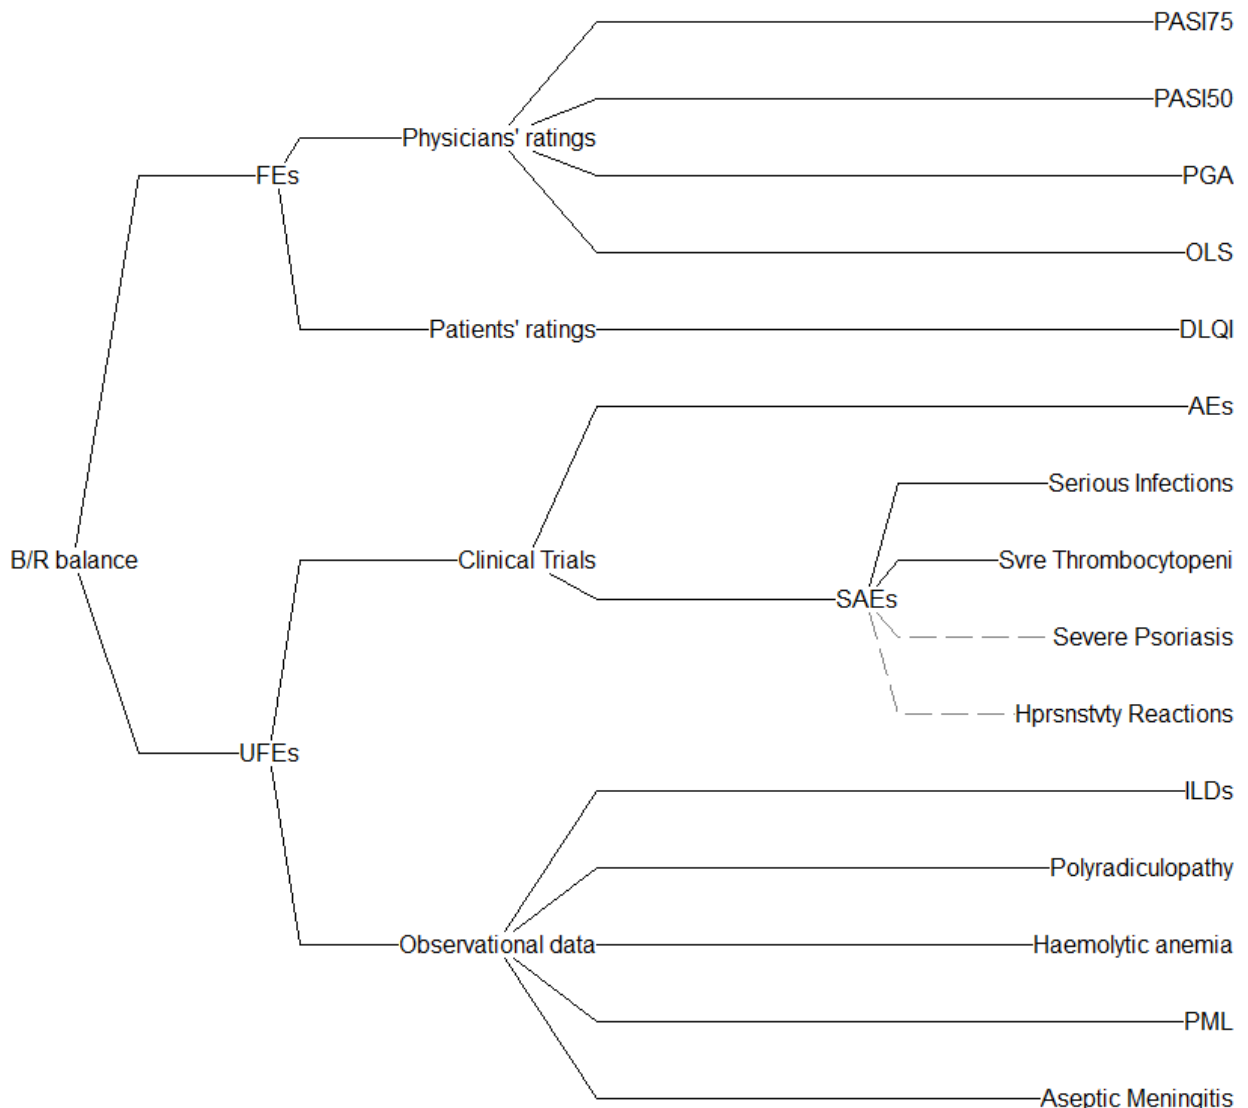 PASI75
PASI50
Physicians' ratings
FEs
PGA
OLS
Patients' ratings
DLQI
AEs
Serious Infections
B/R balance
Clinical Trials
Svre Thrombocytopeni
SAEs
Severe Psoriasis
Hprsnstvty Reactions
UFEs
ILDs
Polyradiculopathy
Observational data
Haemolytic anemia
PML
Aseptic Meningitis